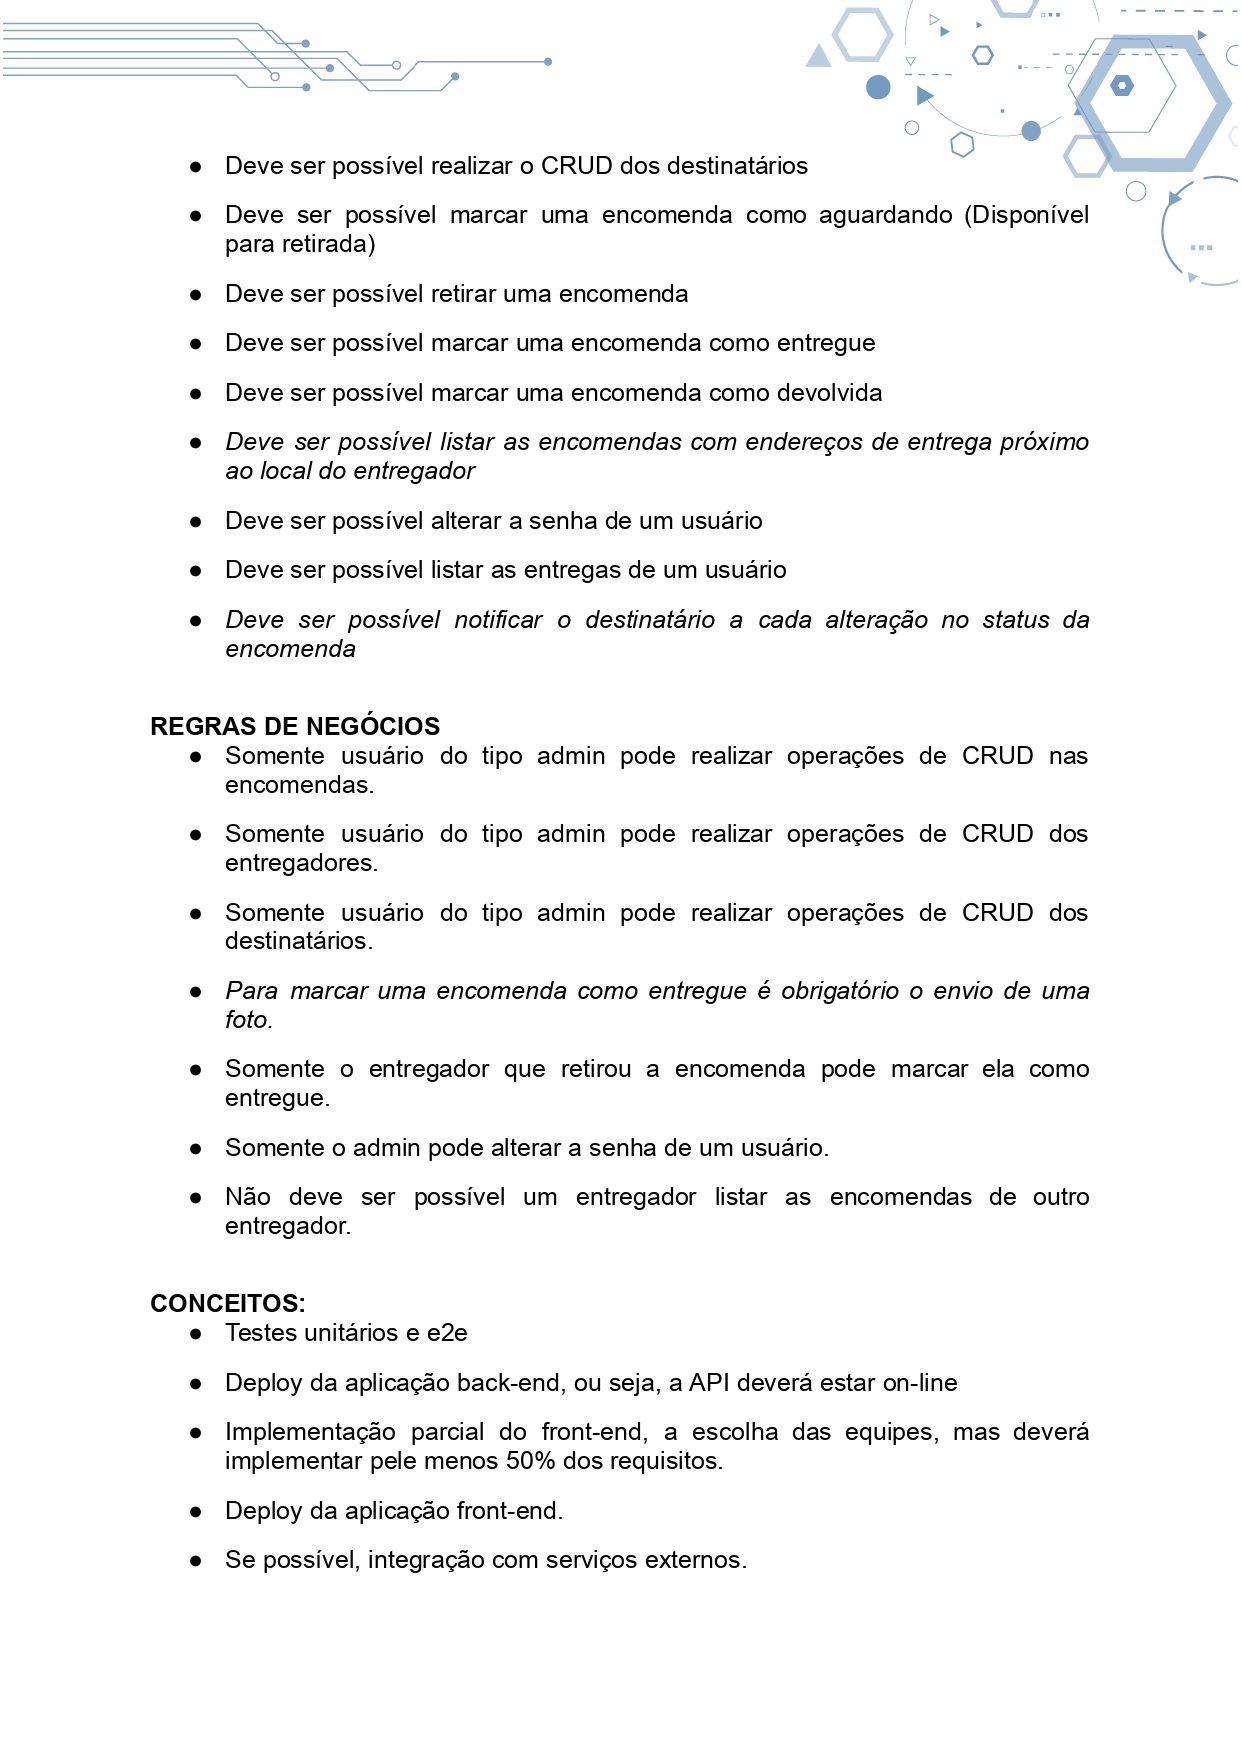 ● Deve ser possível realizar o CRUD dos destinatários
● Deve ser possível marcar uma encomenda como aguardando (Disponível
para retirada)
● Deve ser possível retirar uma encomenda
● Deve ser possível marcar uma encomenda como entregue
● Deve ser possível marcar uma encomenda como devolvida
● Deve ser possível listar as encomendas com endereços de entrega próximo
ao local do entregador
● Deve ser possível alterar a senha de um usuário
● Deve ser possível listar as entregas de um usuário
● Deve ser possível notificar o destinatário a cada alteração no status da
encomenda
REGRAS DE NEGÓCIOS
● Somente usuário do tipo admin pode realizar operações de CRUD nas
encomendas.
● Somente usuário do tipo admin pode realizar operações de CRUD dos
entregadores.
● Somente usuário do tipo admin pode realizar operações de CRUD dos
destinatários.
● Para marcar uma encomenda como entregue é obrigatório o envio de uma
foto.
● Somente o entregador que retirou a encomenda pode marcar ela como
entregue.
● Somente o admin pode alterar a senha de um usuário.
● Não deve ser possível um entregador listar as encomendas de outro
entregador.
CONCEITOS:
● Testes unitários e e2e
● Deploy da aplicação back-end, ou seja, a API deverá estar on-line
● Implementação parcial do front-end, a escolha das equipes, mas deverá
implementar pele menos 50% dos requisitos.
● Deploy da aplicação front-end.
● Se possível, integração com serviços externos.